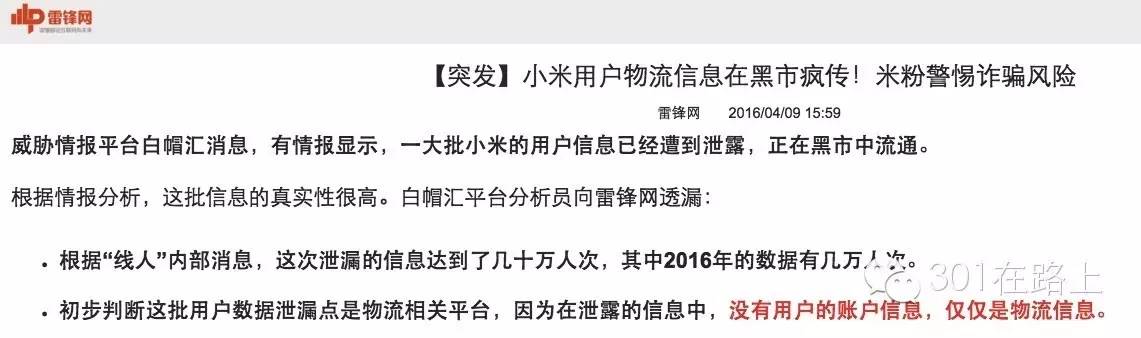 雷锋网
读懂智能&未来
【突发】小米用户物流信息在黑市疯传！米粉警惕诈骗风险
雷锋网 2016/04/09 15:59
威胁情报平台白帽汇消息，有情报显示，一大批小米的用户信息已经遭到泄露，正在黑市中流通。
根据情报分析，这批信息的真实性很高。白帽汇平台分析员向雷锋网透漏：
• 根据“线人”内部消息，这次泄漏的信息达到了几十万人次，其中2016年的数据有几万人次。
• 初步判断这批用户数据泄漏点是物流相关平台，因为在泄露的信息中，没有用户的账户信息，仅仅是物流信息。
301在路上